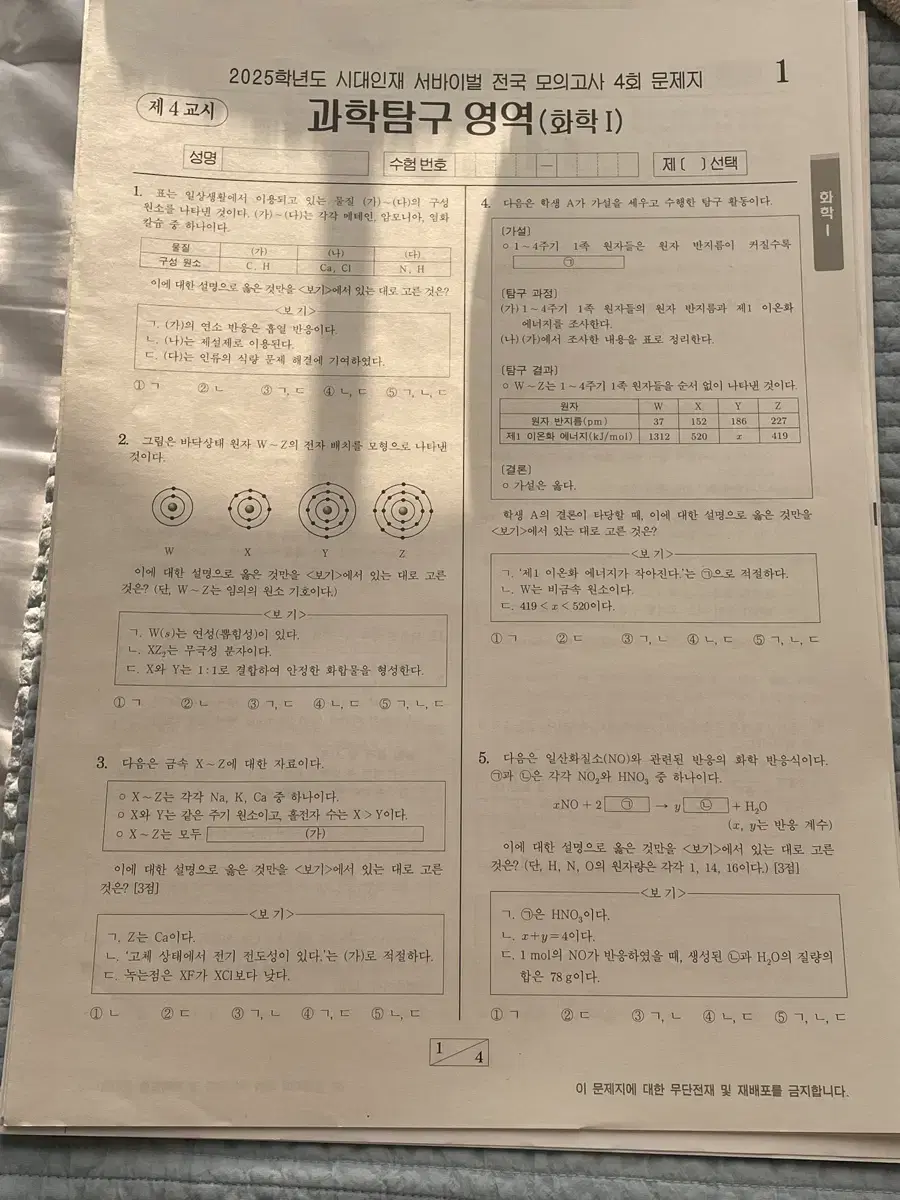 2025학년도 시대인재 서바이벌 전국 모의고사 4회 문제지
1
제 4 교시
과학탐구 영역(화학 I)
성명
수험 번호
—
제 ( ) 선택
화학 I
1. 표는 일상생활에서 이용되고 있는 물질 (가)~(다)의 구성
원소를 나타낸 것이다. (가)~(다)는 각각 메테인, 암모니아, 염화
칼슘 중 하나이다.
물질 (가) (나) (다)
구성 원소 C, H Ca, Cl N, H
이에 대한 설명으로 옳은 것만을 <보기>에서 있는 대로 고른 것은?
<보 기>
ㄱ. (가)의 연소 반응은 흡열 반응이다.
ㄴ. (나)는 제설제로 이용된다.
ㄷ. (다)는 인류의 식량 문제 해결에 기여하였다.
① ㄱ ② ㄴ ③ ㄱ, ㄷ ④ ㄴ, ㄷ ⑤ ㄱ, ㄴ, ㄷ
2. 그림은 바닥상태 원자 W~Z의 전자 배치를 모형으로 나타낸
것이다.
W X Y Z
이에 대한 설명으로 옳은 것만을 <보기>에서 있는 대로 고른
것은? (단, W~Z는 임의의 원소 기호이다.)
<보 기>
ㄱ. W(s)는 연성(뽑힘성)이 있다.
ㄴ. XZ₂는 무극성 분자이다.
ㄷ. X와 Y는 1:1로 결합하여 안정한 화합물을 형성한다.
① ㄱ ② ㄴ ③ ㄱ, ㄷ ④ ㄴ, ㄷ ⑤ ㄱ, ㄴ, ㄷ
3. 다음은 금속 X~Z에 대한 자료이다.
○ X~Z는 각각 Na, K, Ca 중 하나이다.
○ X와 Y는 같은 주기 원소이고, 홀전자 수는 X>Y이다.
○ X~Z는 모두 (가)
이에 대한 설명으로 옳은 것만을 <보기>에서 있는 대로 고른
것은? [3점]
<보 기>
ㄱ. Z는 Ca이다.
ㄴ. ‘고체 상태에서 전기 전도성이 있다.’는 (가)로 적절하다.
ㄷ. 녹는점은 XF가 XCl보다 낮다.
① ㄴ ② ㄷ ③ ㄱ, ㄴ ④ ㄱ, ㄷ ⑤ ㄴ, ㄷ
4. 다음은 학생 A가 가설을 세우고 수행한 탐구 활동이다.
[가설]
○ 1~4주기 1족 원자들은 원자 반지름이 커질수록
㉠
[탐구 과정]
(가) 1~4주기 1족 원자들의 원자 반지름과 제1 이온화
에너지를 조사한다.
(나) (가)에서 조사한 내용을 표로 정리한다.
[탐구 결과]
○ W~Z는 1~4주기 1족 원자들을 순서 없이 나타낸 것이다.
원자 W X Y Z
원자 반지름(pm) 37 152 186 227
제1 이온화 에너지(kJ/mol) 1312 520 x 419
[결론]
○ 가설은 옳다.
학생 A의 결론이 타당할 때, 이에 대한 설명으로 옳은 것만을
<보기>에서 있는 대로 고른 것은?
<보 기>
ㄱ. ‘제1 이온화 에너지가 작아진다.’는 ㉠으로 적절하다.
ㄴ. W는 비금속 원소이다.
ㄷ. 419<x<520이다.
① ㄱ ② ㄷ ③ ㄱ, ㄴ ④ ㄴ, ㄷ ⑤ ㄱ, ㄴ, ㄷ
5. 다음은 일산화질소(NO)와 관련된 반응의 화학 반응식이다.
㉠과 ㉡은 각각 NO₂와 HNO₃ 중 하나이다.
xNO + 2 ㉠ → y ㉡ + H₂O
(x, y는 반응 계수)
이에 대한 설명으로 옳은 것만을 <보기>에서 있는 대로 고른
것은? (단, H, N, O의 원자량은 각각 1, 14, 16이다.) [3점]
<보 기>
ㄱ. ㉠은 HNO₃이다.
ㄴ. x+y=4이다.
ㄷ. 1 mol의 NO가 반응하였을 때, 생성된 ㉡과 H₂O의 질량의
합은 78 g이다.
① ㄱ ② ㄷ ③ ㄱ, ㄴ ④ ㄴ, ㄷ ⑤ ㄱ, ㄴ, ㄷ
1 / 4
이 문제지에 대한 무단전재 및 재배포를 금지합니다.